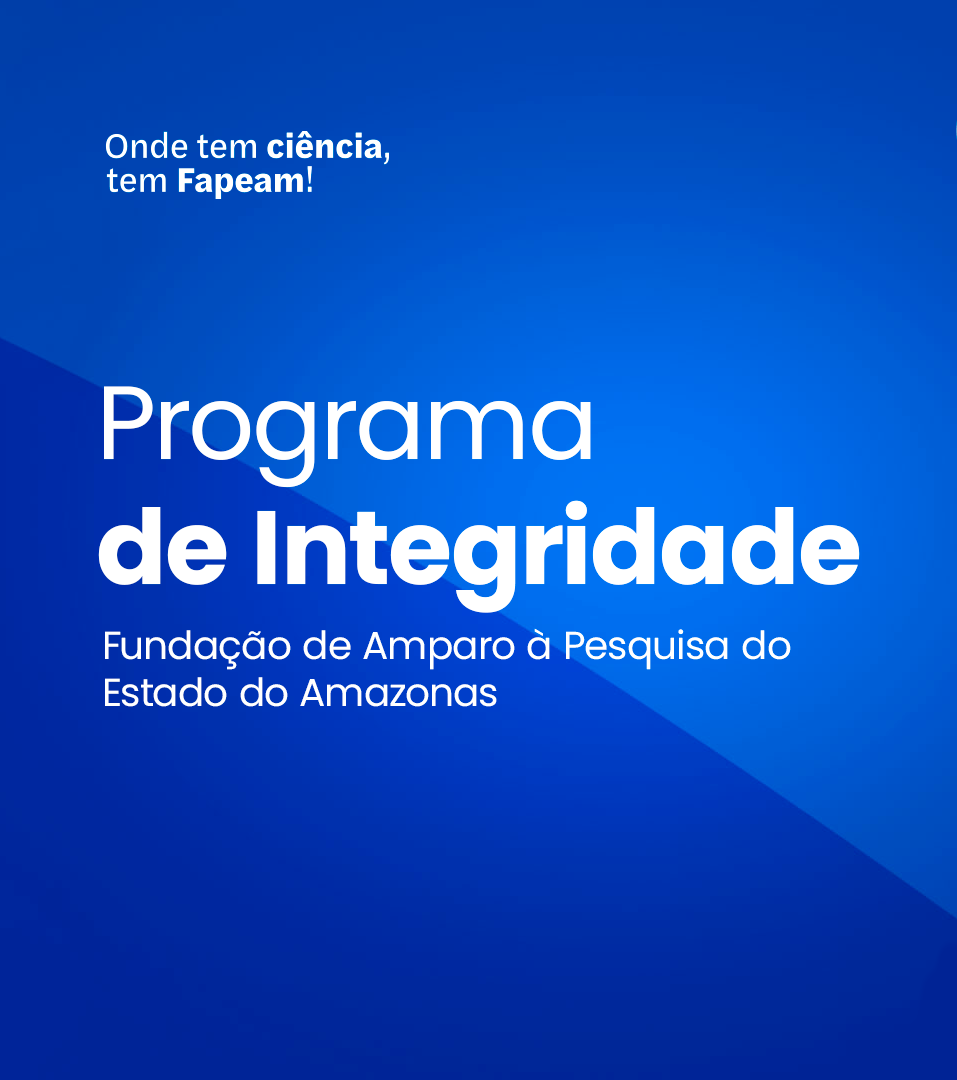 Onde tem ciência,
tem Fapeam!
Programa
de Integridade
Fundação de Amparo à Pesquisa do
Estado do Amazonas